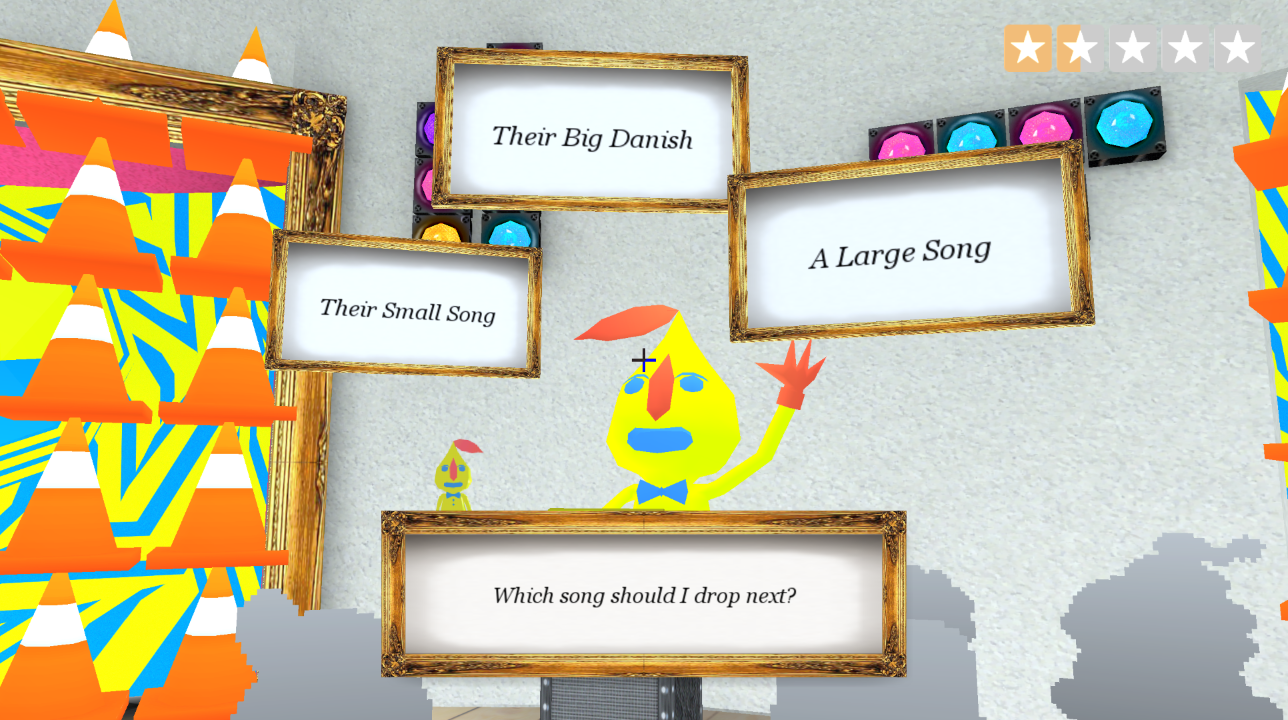 Their Big Danish
A Large Song
Their Small Song
Which song should I drop next?